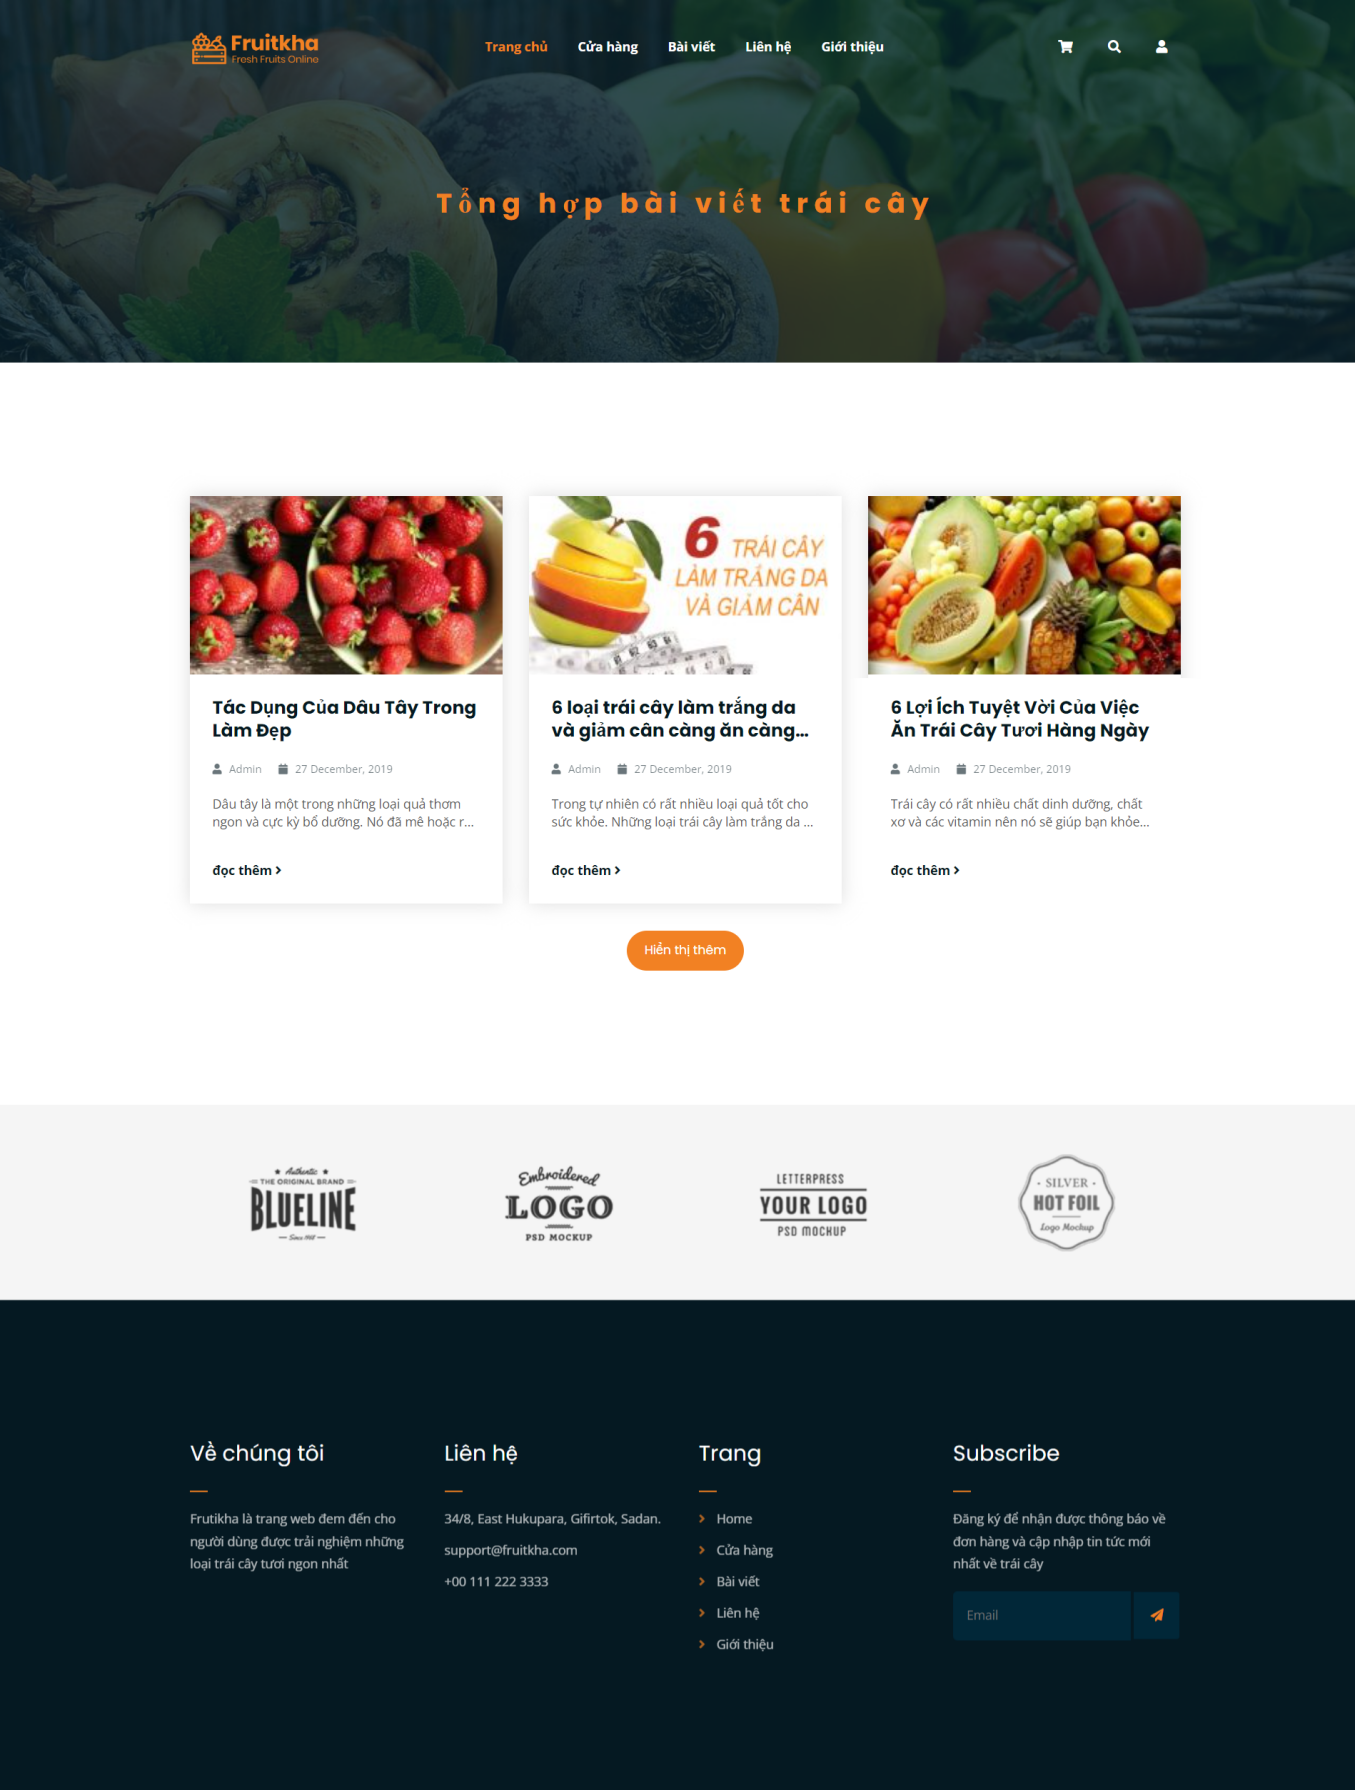 Fruitkha
Fresh Fruits Online
Trang chủ
Cửa hàng
Bài viết
Liên hệ
Giới thiệu
Tổng hợp bài viết trái cây
6 TRÁI CÂY
LÀM TRẮNG DA
VÀ GIẢM CÂN
Tác Dụng Của Dâu Tây Trong
Làm Đẹp
Admin 27 December, 2019
Dâu tây là một trong những loại quả thơm
ngon và cực kỳ bổ dưỡng. Nó đã mê hoặc r...
đọc thêm
6 loại trái cây làm trắng da
và giảm cân càng ăn càng...
Admin 27 December, 2019
Trong tự nhiên có rất nhiều loại quả tốt cho
sức khỏe. Những loại trái cây làm trắng da ...
đọc thêm
6 Lợi Ích Tuyệt Vời Của Việc
Ăn Trái Cây Tươi Hàng Ngày
Admin 27 December, 2019
Trái cây có rất nhiều chất dinh dưỡng, chất
xơ và các vitamin nên nó sẽ giúp bạn khỏe...
đọc thêm
Hiển thị thêm
Authentic
THE ORIGINAL BRAND
BLUELINE
Since 1968
Embroidered
LOGO
PSD MOCKUP
LETTERPRESS
YOUR LOGO
PSD MOCKUP
SILVER
HOT FOIL
Logo Mockup
Về chúng tôi
Frutikha là trang web đem đến cho
người dùng được trải nghiệm những
loại trái cây tươi ngon nhất
Liên hệ
34/8, East Hukupara, Gifirtok, Sadan.
support@fruitkha.com
+00 111 222 3333
Trang
Home
Cửa hàng
Bài viết
Liên hệ
Giới thiệu
Subscribe
Đăng ký để nhận được thông báo về
đơn hàng và cập nhập tin tức mới
nhất về trái cây
Email